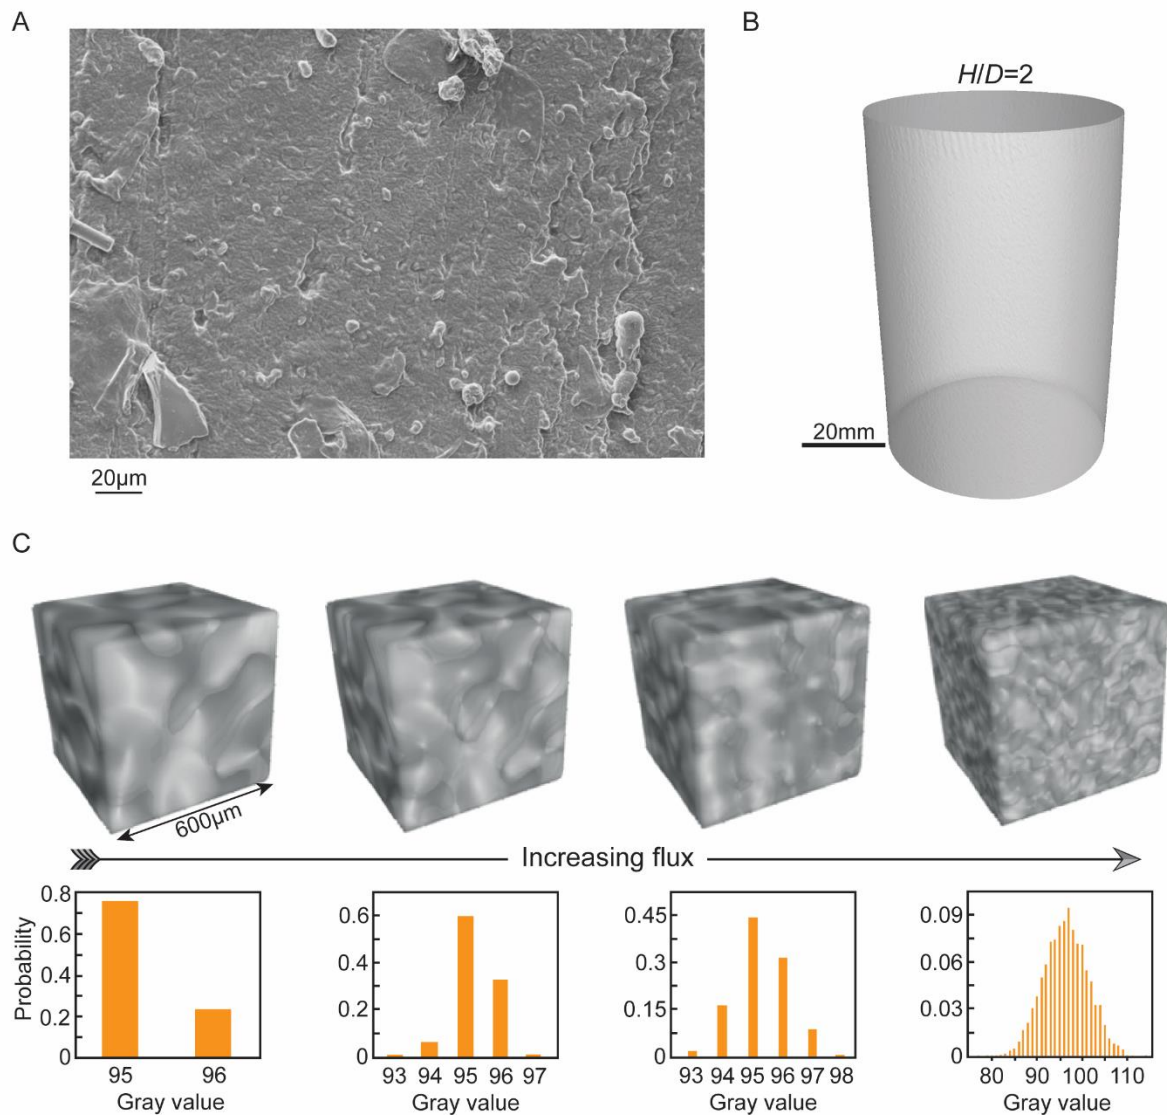 A
B
H/D=2
20mm
20μm
C
600μm
Increasing flux
Probability
0.8
0.6
0.4
0.2
0
95 96
Gray value
0.6
0.4
0.2
0
93 94 95 96 97
Gray value
0.45
0.3
0.15
0
93 94 95 96 97 98
Gray value
0.09
0.06
0.03
0
80 90 100 110
Gray value